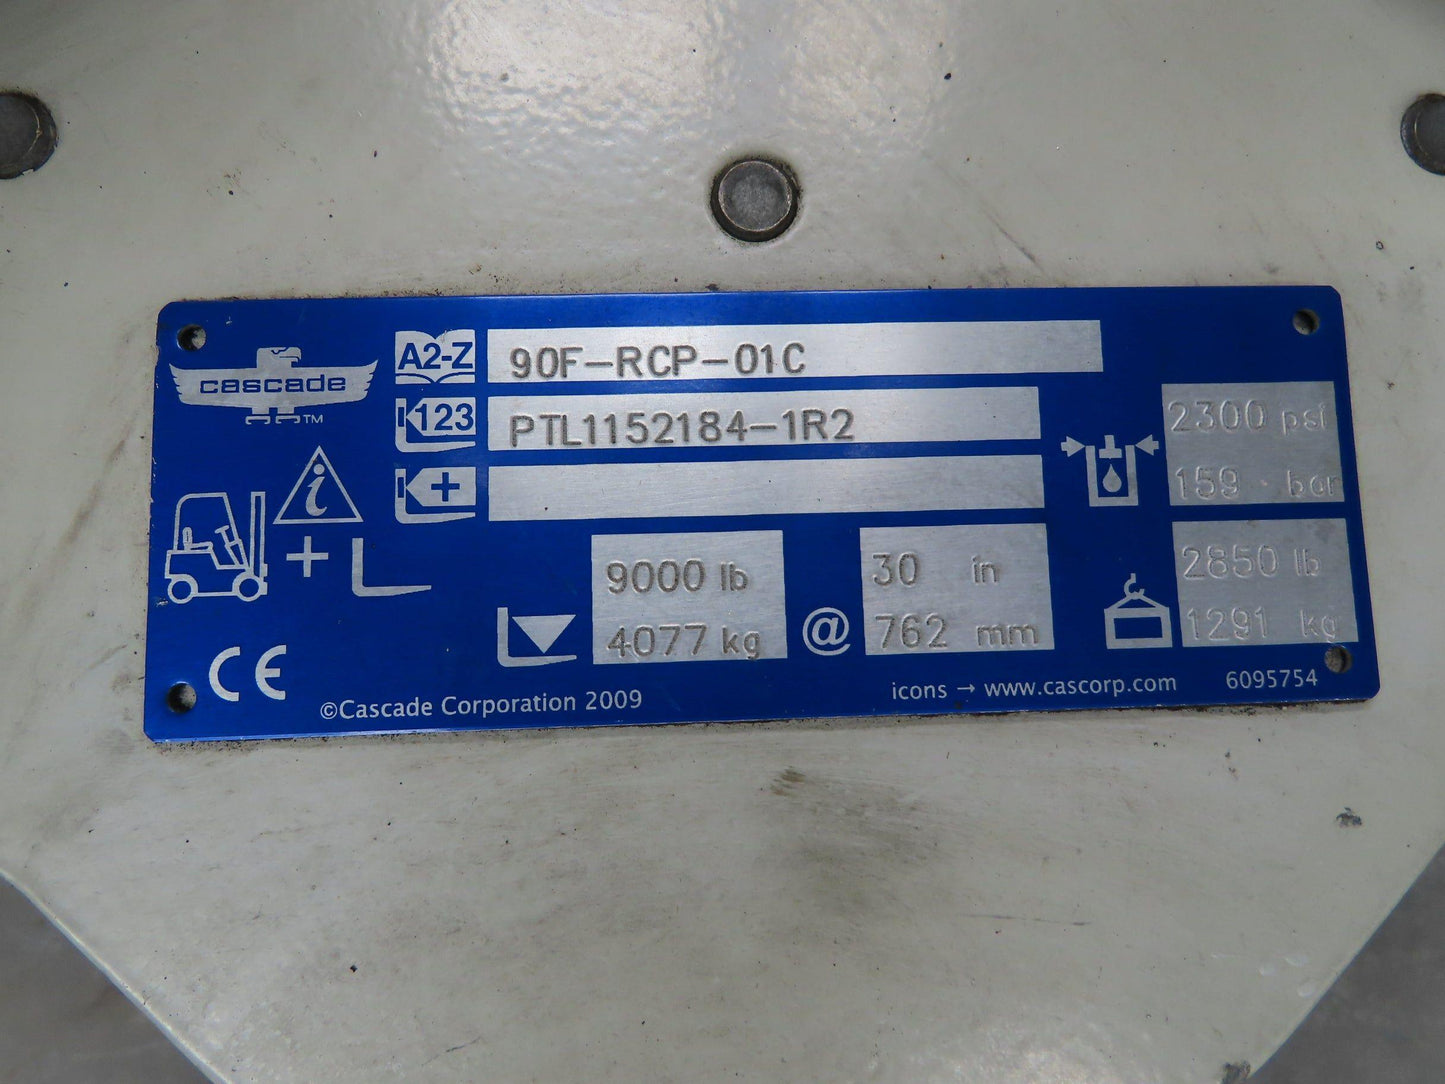 cascade TM
A2-Z 90F-RCP-01C
123 PTL1152184-1R2
+
i
+
2300 psi
159 bar
9000 lb
4077 kg
@
30 in
762 mm
2850 lb
1291 kg
CE
©Cascade Corporation 2009
icons → www.cascorp.com
6095754